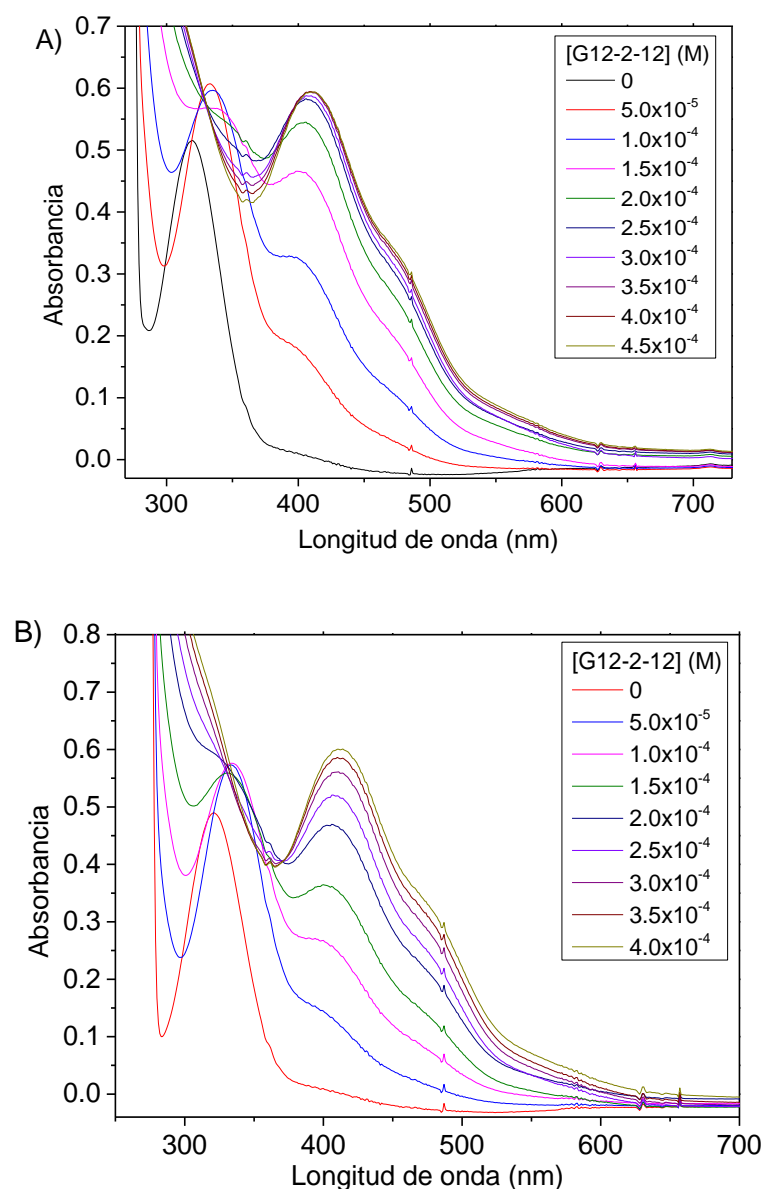 A)
0.7
0.6
0.5
0.4
0.3
0.2
0.1
0.0
Absorbancia
300 400 500 600 700
Longitud de onda (nm)
[G12-2-12] (M)
0
5.0x10⁻⁵
1.0x10⁻⁴
1.5x10⁻⁴
2.0x10⁻⁴
2.5x10⁻⁴
3.0x10⁻⁴
3.5x10⁻⁴
4.0x10⁻⁴
4.5x10⁻⁴
B)
0.8
0.7
0.6
0.5
0.4
0.3
0.2
0.1
0.0
Absorbancia
300 400 500 600 700
Longitud de onda (nm)
[G12-2-12] (M)
0
5.0x10⁻⁵
1.0x10⁻⁴
1.5x10⁻⁴
2.0x10⁻⁴
2.5x10⁻⁴
3.0x10⁻⁴
3.5x10⁻⁴
4.0x10⁻⁴